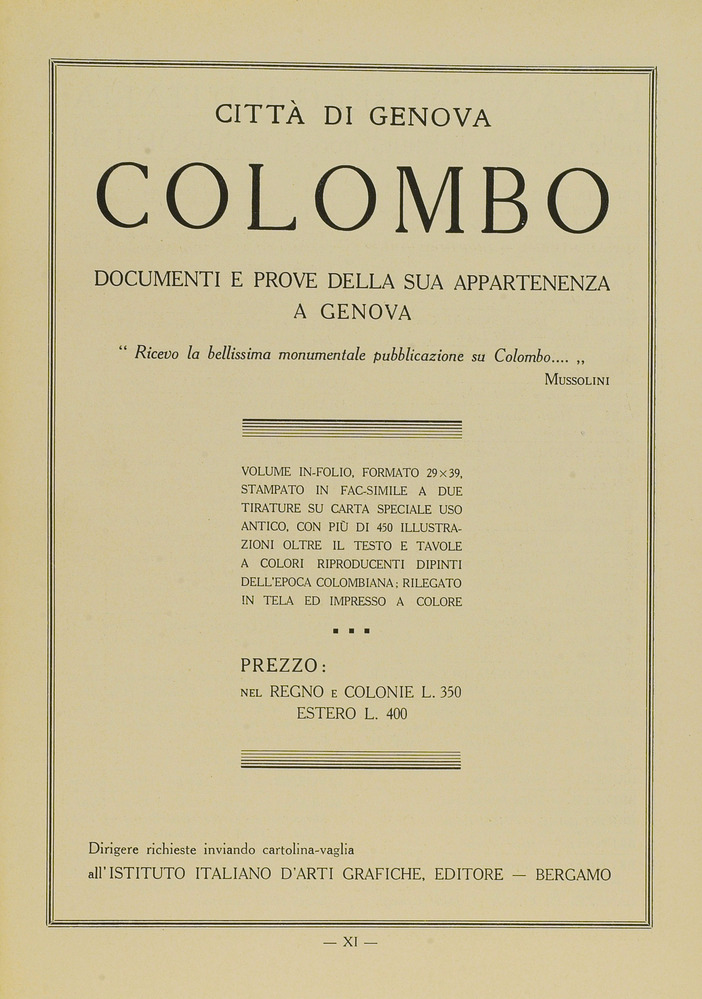 CITTÀ DI GENOVA
COLOMBO
DOCUMENTI E PROVE DELLA SUA APPARTENENZA
A GENOVA
“ Ricevo la bellissima monumentale pubblicazione su Colombo.... „
MUSSOLINI
VOLUME IN-FOLIO, FORMATO 29×39,
STAMPATO IN FAC-SIMILE A DUE
TIRATURE SU CARTA SPECIALE USO
ANTICO, CON PIÙ DI 450 ILLUSTRA-
ZIONI OLTRE IL TESTO E TAVOLE
A COLORI RIPRODUCENTI DIPINTI
DELL'EPOCA COLOMBIANA; RILEGATO
IN TELA ED IMPRESSO A COLORE
PREZZO:
NEL REGNO E COLONIE L. 350
ESTERO L. 400
Dirigere richieste inviando cartolina-vaglia
all'ISTITUTO ITALIANO D'ARTI GRAFICHE, EDITORE — BERGAMO
— XI —